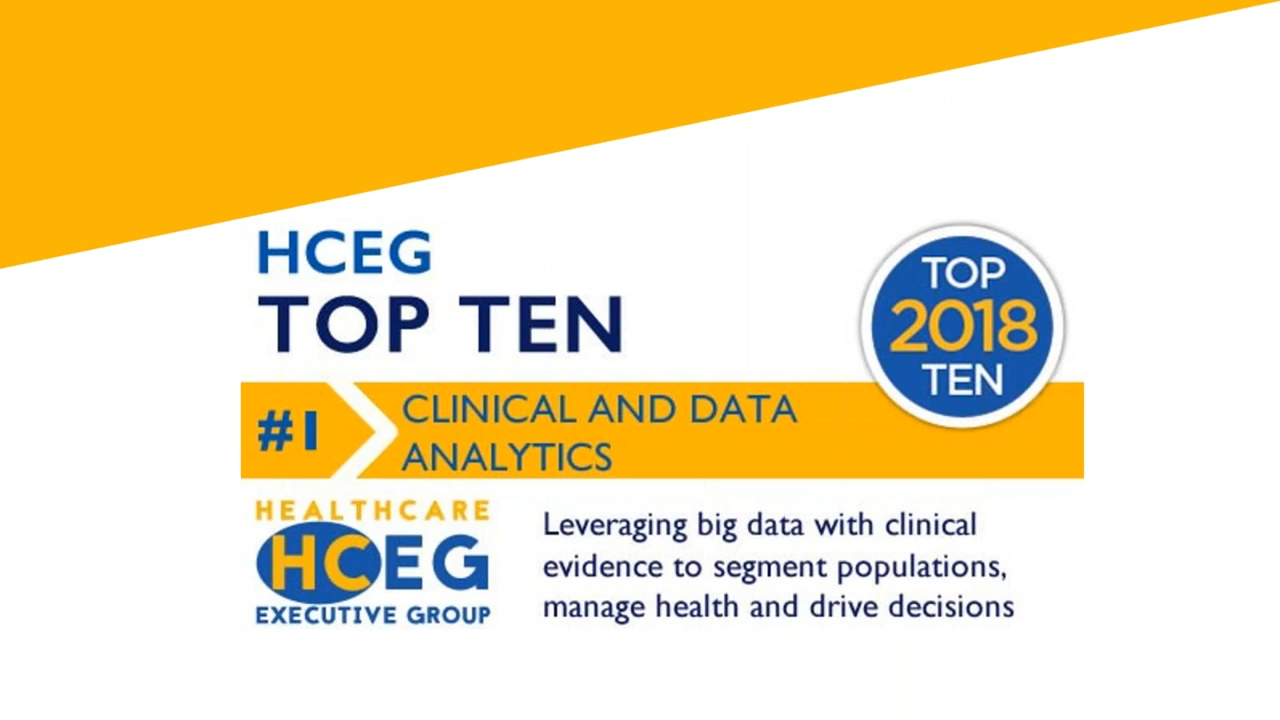 HCEG
TOP TEN
TOP
2018
TEN
#1
CLINICAL AND DATA
ANALYTICS
HEALTHCARE
HCEG
EXECUTIVE GROUP
Leveraging big data with clinical
evidence to segment populations,
manage health and drive decisions